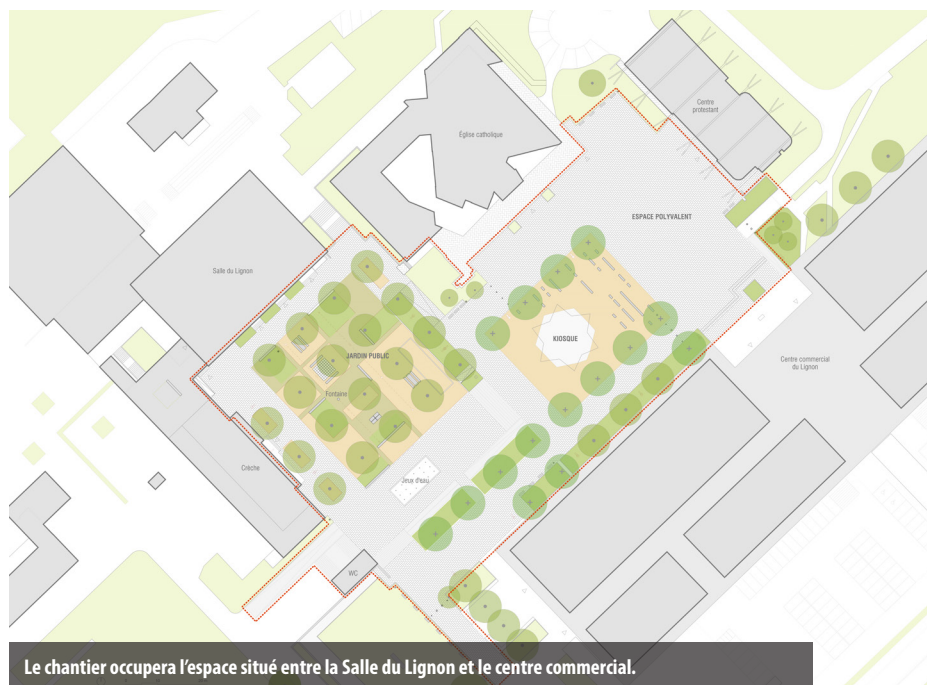 Église catholique
Centre
protestant
ESPACE POLYVALENT
Salle du Lignon
KIOSQUE
JARDIN PUBLIC
Centre commercial
du Lignon
Fontaine
Crèche
Jeux d'eau
WC
Le chantier occupera l'espace situé entre la Salle du Lignon et le centre commercial.